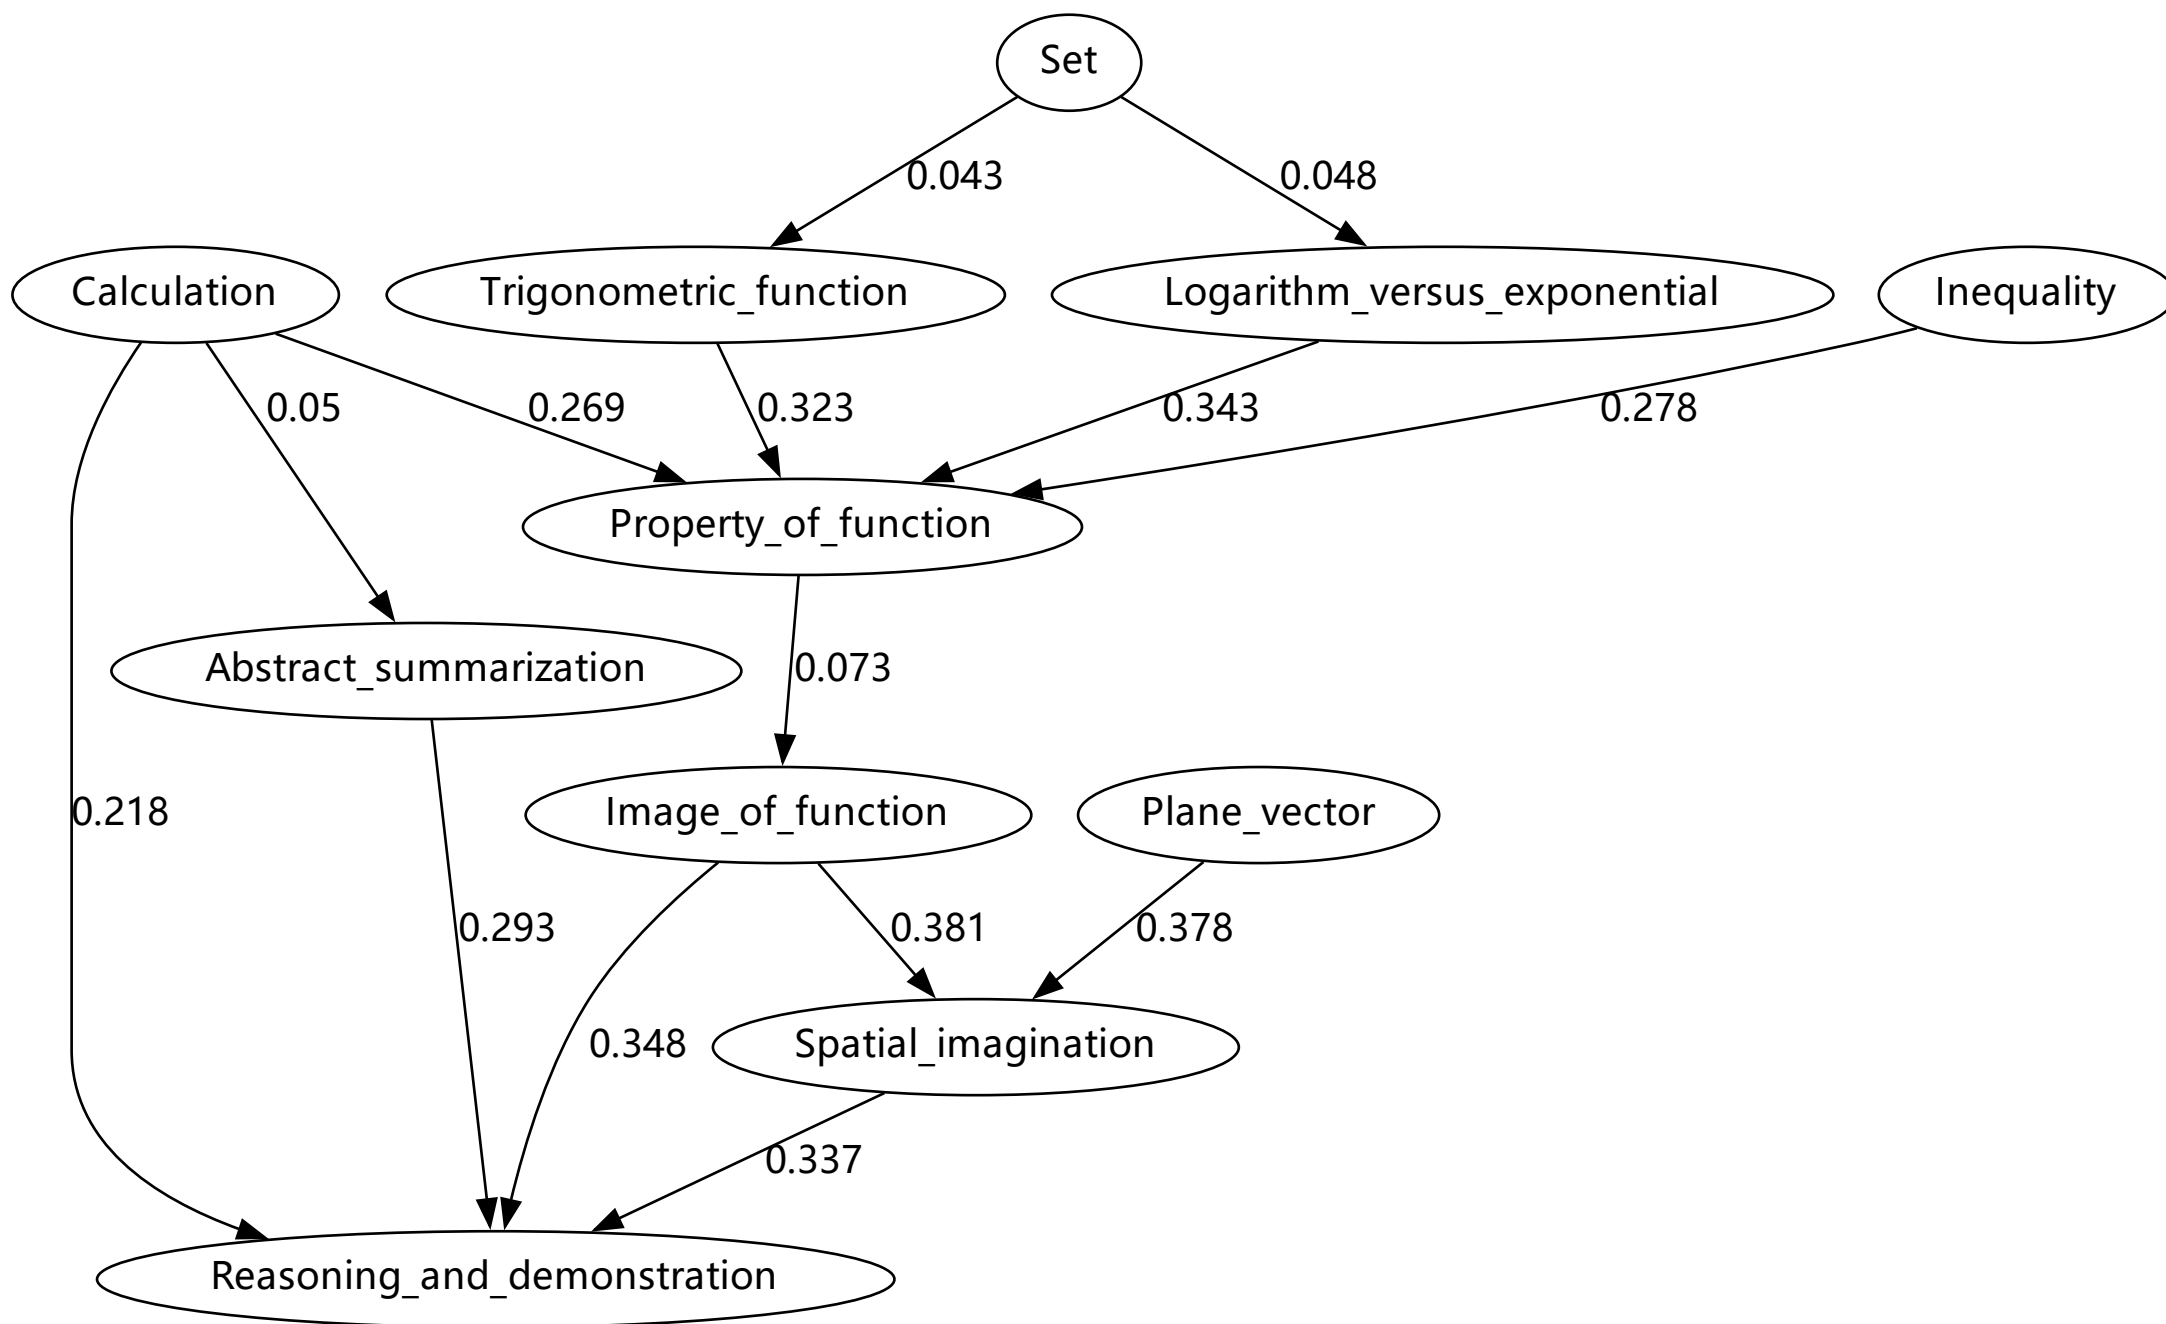 Set
0.043
0.048
Calculation
Trigonometric_function
Logarithm_versus_exponential
Inequality
0.05
0.269
0.323
0.343
0.278
Property_of_function
Abstract_summarization
0.073
0.218
Image_of_function
Plane_vector
0.293
0.381
0.378
0.348
Spatial_imagination
0.337
Reasoning_and_demonstration